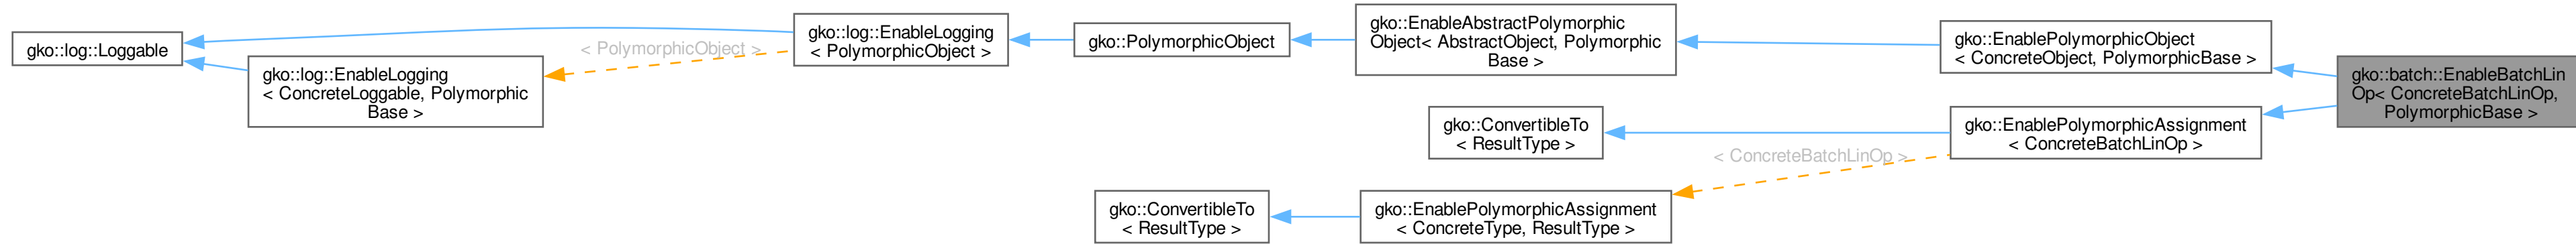 gko::log::Loggable
gko::log::EnableLogging
< ConcreteLoggable, Polymorphic
Base >
< PolymorphicObject >
gko::log::EnableLogging
< PolymorphicObject >
gko::PolymorphicObject
gko::EnableAbstractPolymorphic
Object< AbstractObject, Polymorphic
Base >
gko::EnablePolymorphicObject
< ConcreteObject, PolymorphicBase >
gko::batch::EnableBatchLin
Op< ConcreteBatchLinOp,
PolymorphicBase >
gko::ConvertibleTo
< ResultType >
gko::EnablePolymorphicAssignment
< ConcreteBatchLinOp >
< ConcreteBatchLinOp >
gko::ConvertibleTo
< ResultType >
gko::EnablePolymorphicAssignment
< ConcreteType, ResultType >